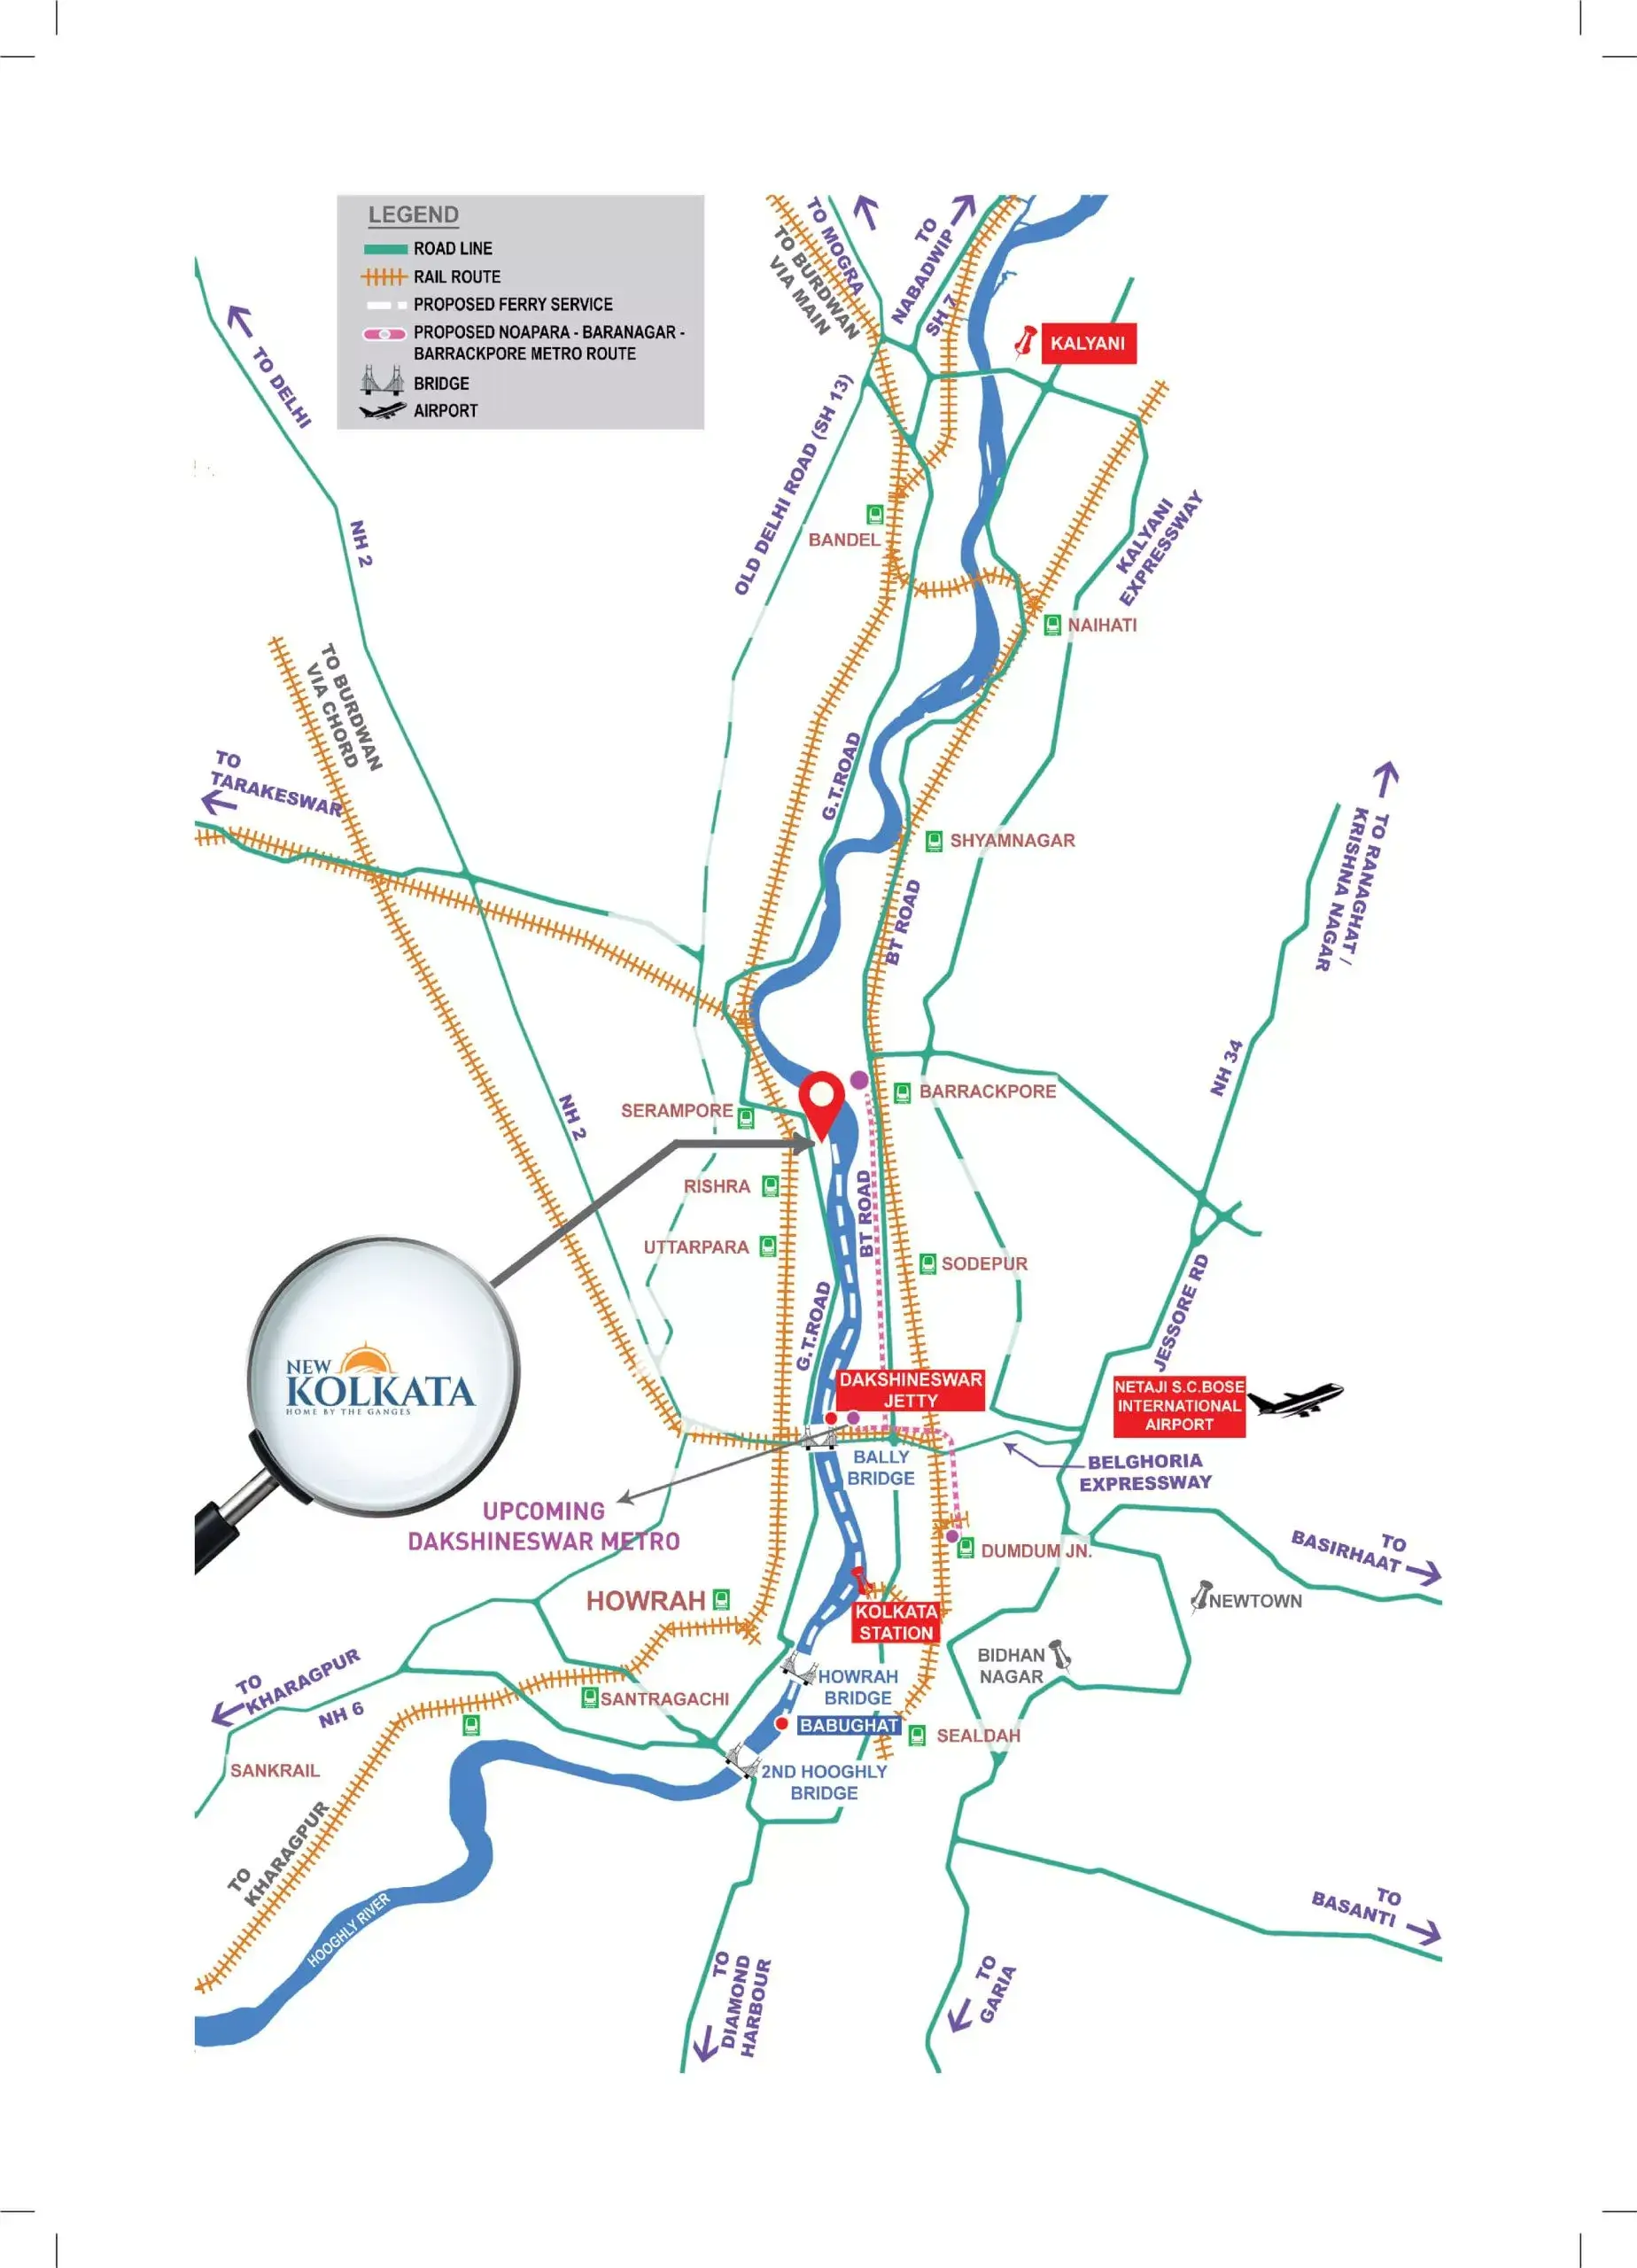 LEGEND
ROAD LINE
RAIL ROUTE
PROPOSED FERRY SERVICE
PROPOSED NOAPARA - BARANAGAR -
BARRACKPORE METRO ROUTE
BRIDGE
AIRPORT
TO MOGRA
TO BURDWAN
VIA MAIN
TO
NABADWIP
SH 7
KALYANI
TO DELHI
NH 2
OLD DELHI ROAD (SH 13)
BANDEL
KALYANI
EXPRESSWAY
NAIHATI
TO BURDWAN
VIA CHORD
TO
TARAKESWAR
G.T.ROAD
SHYAMNAGAR
BT ROAD
TO RANAGHAT /
KRISHNA NAGAR
NH 34
NH 2
SERAMPORE
BARRACKPORE
RISHRA
BT ROAD
UTTARPARA
SODEPUR
JESSORE RD
G.T.ROAD
NEW
KOLKATA
HOME BY THE GANGES
DAKSHINESWAR
JETTY
NETAJI S.C.BOSE
INTERNATIONAL
AIRPORT
BALLY
BRIDGE
BELGHORIA
EXPRESSWAY
UPCOMING
DAKSHINESWAR METRO
DUMDUM JN.
TO
BASIRHAAT
HOWRAH
NEWTOWN
KOLKATA
STATION
BIDHAN
NAGAR
TO
KHARAGPUR
NH 6
HOWRAH
BRIDGE
SANTRAGACHI
BABUGHAT
SEALDAH
SANKRAIL
2ND HOOGHLY
BRIDGE
TO
KHARAGPUR
HOOGHLY RIVER
TO
BASANTI
TO
DIAMOND
HARBOUR
TO
GARIA